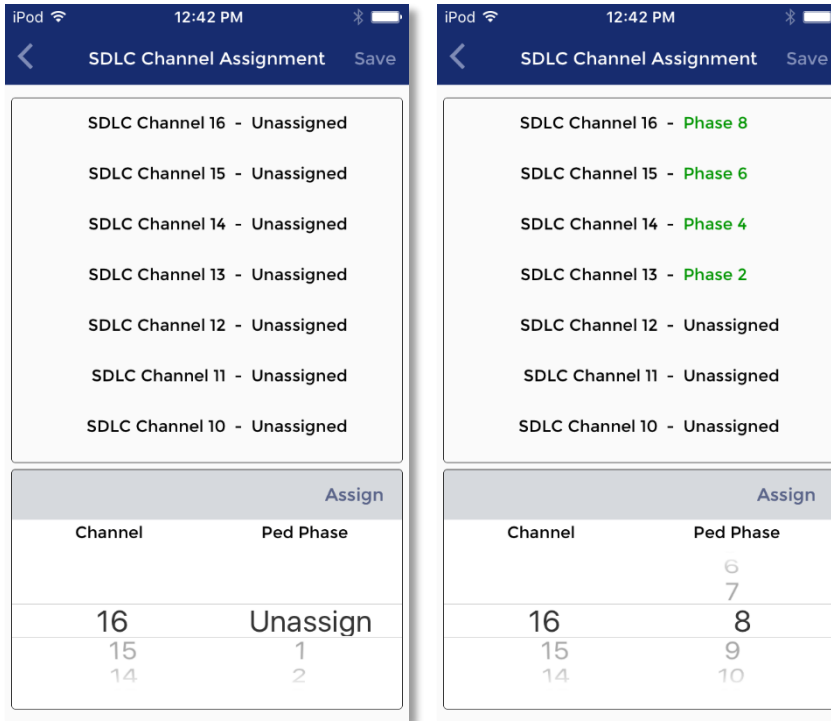 iPod 12:42 PM
SDLC Channel Assignment Save
SDLC Channel 16 - Unassigned
SDLC Channel 15 - Unassigned
SDLC Channel 14 - Unassigned
SDLC Channel 13 - Unassigned
SDLC Channel 12 - Unassigned
SDLC Channel 11 - Unassigned
SDLC Channel 10 - Unassigned
Assign
Channel Ped Phase
16 Unassign
15 1
14 2
iPod 12:42 PM
SDLC Channel Assignment Save
SDLC Channel 16 - Phase 8
SDLC Channel 15 - Phase 6
SDLC Channel 14 - Phase 4
SDLC Channel 13 - Phase 2
SDLC Channel 12 - Unassigned
SDLC Channel 11 - Unassigned
SDLC Channel 10 - Unassigned
Assign
Channel Ped Phase
6
7
16 8
15 9
14 10